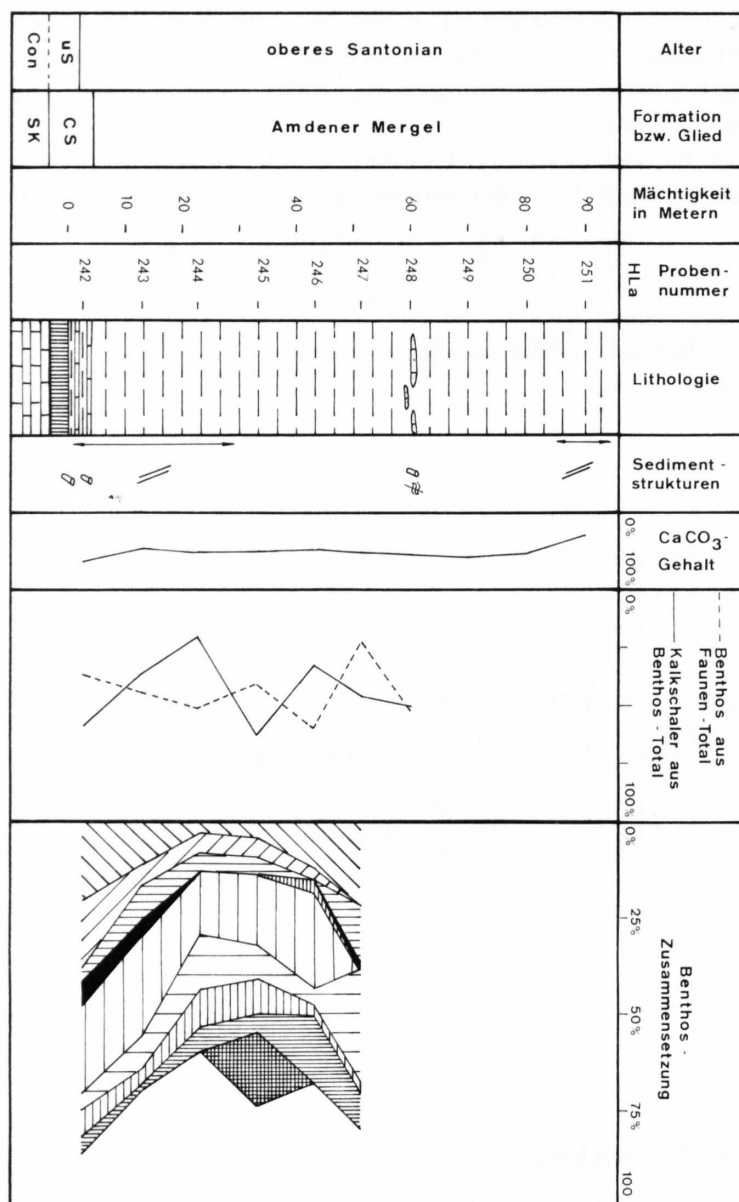 Alter
oberes Santonian
uS
Con
Formation
bzw. Glied
Amdener Mergel
CS
SK
Mächtigkeit
in Metern
0
10
20
40
60
80
90
Proben-
nummer
HLa
242
243
244
245
246
247
248
249
250
251
Lithologie
Sediment-
strukturen
CaCO3-
Gehalt
0%
100%
Benthos aus
Faunen-Total
Kalkschaler aus
Benthos-Total
0%
100%
Benthos-
Zusammensetzung
0%
25%
50%
75%
100